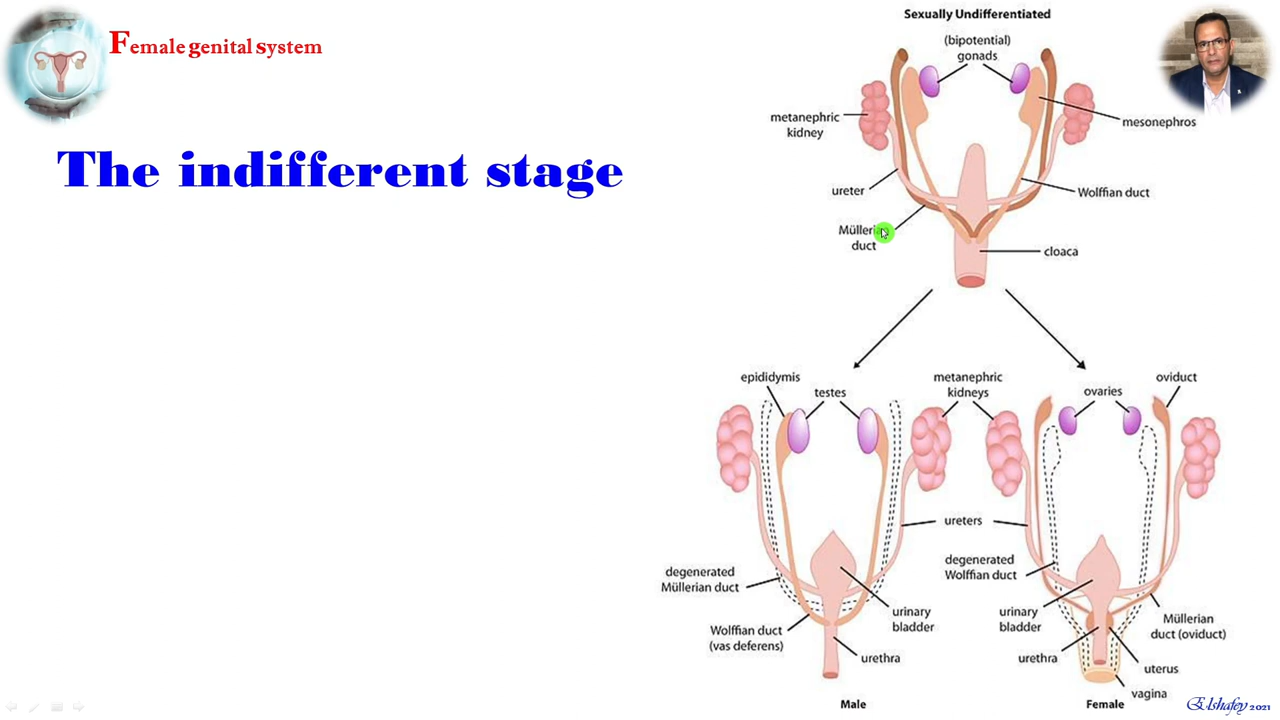 Female genital system
The indifferent stage
Sexually Undifferentiated
(bipotential)
gonads
metanephric
kidney
mesonephros
ureter
Wolffian duct
Müllerian
duct
cloaca
epididymis
testes
metanephric
kidneys
ovaries
oviduct
ureters
degenerated
Müllerian duct
degenerated
Wolffian duct
urinary
bladder
urinary
bladder
Müllerian
duct (oviduct)
Wolffian duct
(vas deferens)
urethra
urethra
uterus
vagina
Male
Female
Elshafey 2021